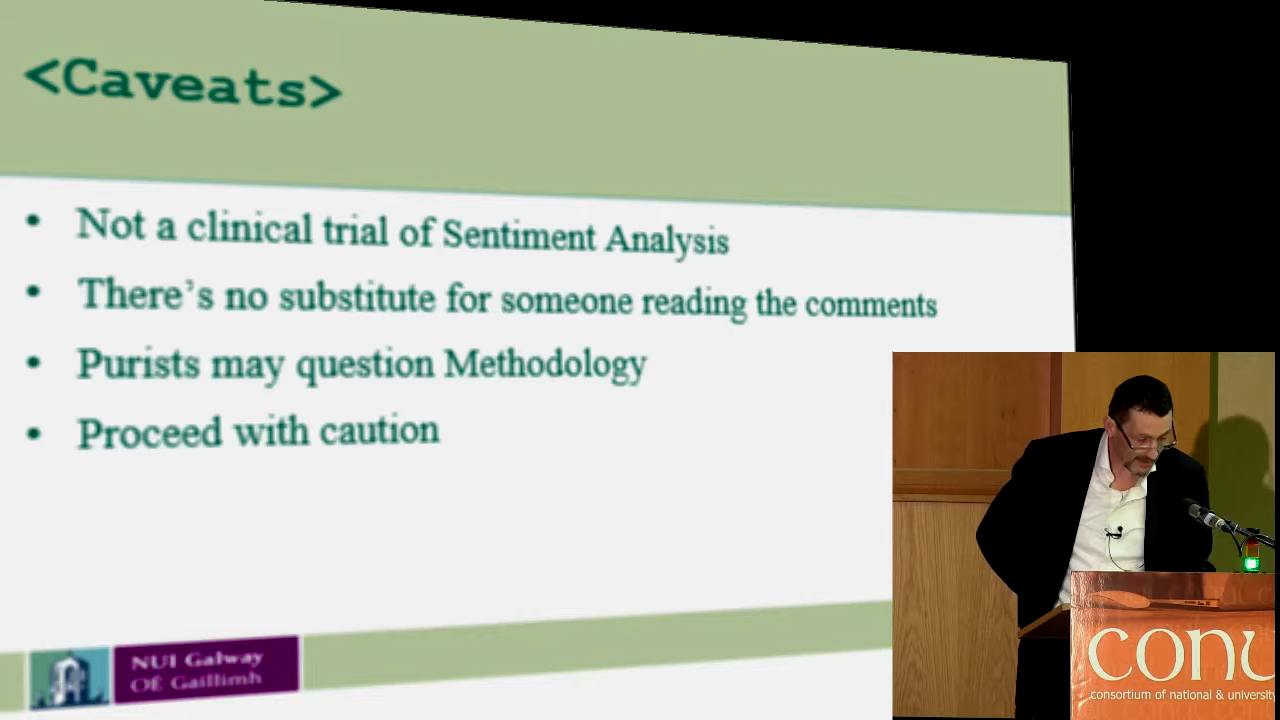 <Caveats>
• Not a clinical trial of Sentiment Analysis
• There's no substitute for someone reading the comments
• Purists may question Methodology
• Proceed with caution
NUI Galway
OÉ Gaillimh
conu
consortium of national & university